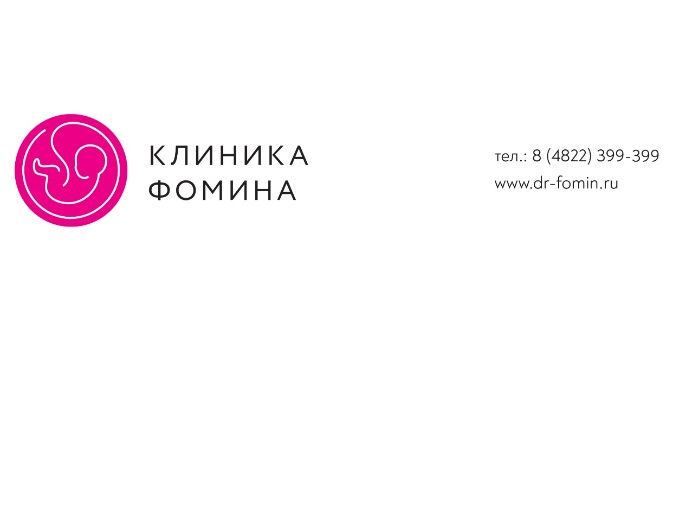 КЛИНИКА
ФОМИНА
тел.: 8 (4822) 399-399
www.dr-fomin.ru